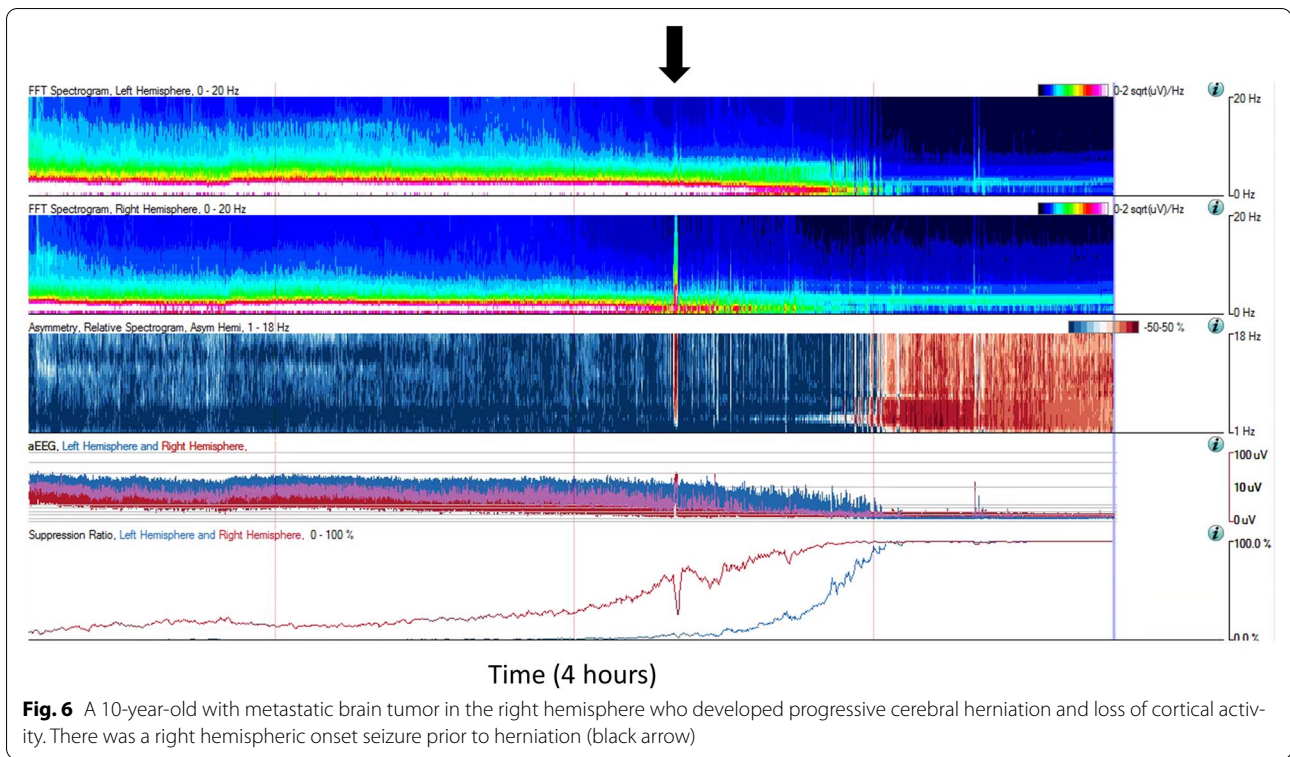 FFT Spectrogram, Left Hemisphere, 0 - 20 Hz
0-2 sqrt(uV)/Hz
i
20 Hz
0 Hz
FFT Spectrogram, Right Hemisphere, 0 - 20 Hz
0-2 sqrt(uV)/Hz
i
20 Hz
0 Hz
Asymmetry, Relative Spectrogram, Asym Hemi, 1 - 18 Hz
-50-50 %
i
18 Hz
1 Hz
aEEG, Left Hemisphere and Right Hemisphere,
i
100 uV
10 uV
0 uV
Suppression Ratio, Left Hemisphere and Right Hemisphere, 0 - 100 %
i
100.0 %
0.0 %
Time (4 hours)
Fig. 6 A 10-year-old with metastatic brain tumor in the right hemisphere who developed progressive cerebral herniation and loss of cortical activ-
ity. There was a right hemispheric onset seizure prior to herniation (black arrow)